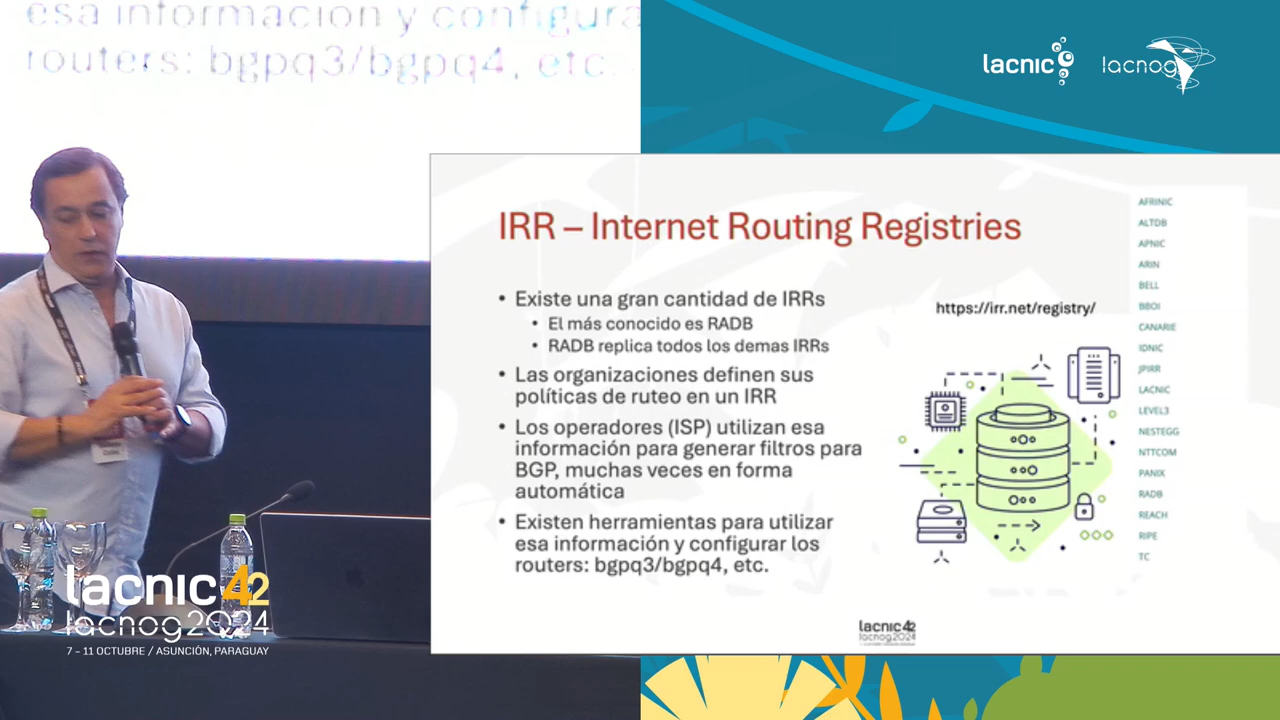 esa información y configura
routers: bgpq3/bgpq4, etc.
lacnic
lacnog
IRR – Internet Routing Registries
• Existe una gran cantidad de IRRs
• El más conocido es RADB
• RADB replica todos los demas IRRs
• Las organizaciones definen sus
políticas de ruteo en un IRR
• Los operadores (ISP) utilizan esa
información para generar filtros para
BGP, muchas veces en forma
automática
• Existen herramientas para utilizar
esa información y configurar los
routers: bgpq3/bgpq4, etc.
https://irr.net/registry/
AFRINIC
ALTDB
APNIC
ARIN
BELL
BBOI
CANARIE
IDNIC
JPIRR
LACNIC
LEVEL3
NESTEGG
NTTCOM
PANIX
RADB
REACH
RIPE
TC
lacnic 42
lacnog2024
lacnic 42
lacnog2024
7 – 11 OCTUBRE / ASUNCIÓN, PARAGUAY